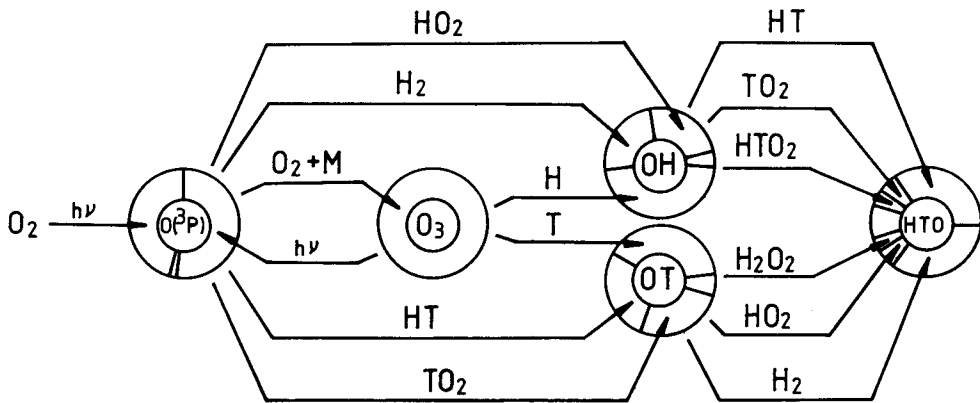 HO₂
HT
H₂
TO₂
O₂+M
H
HTO₂
OH
O₂
hν
O(³P)
O₃
HTO
hν
T
OT
H₂O₂
HT
HO₂
TO₂
H₂